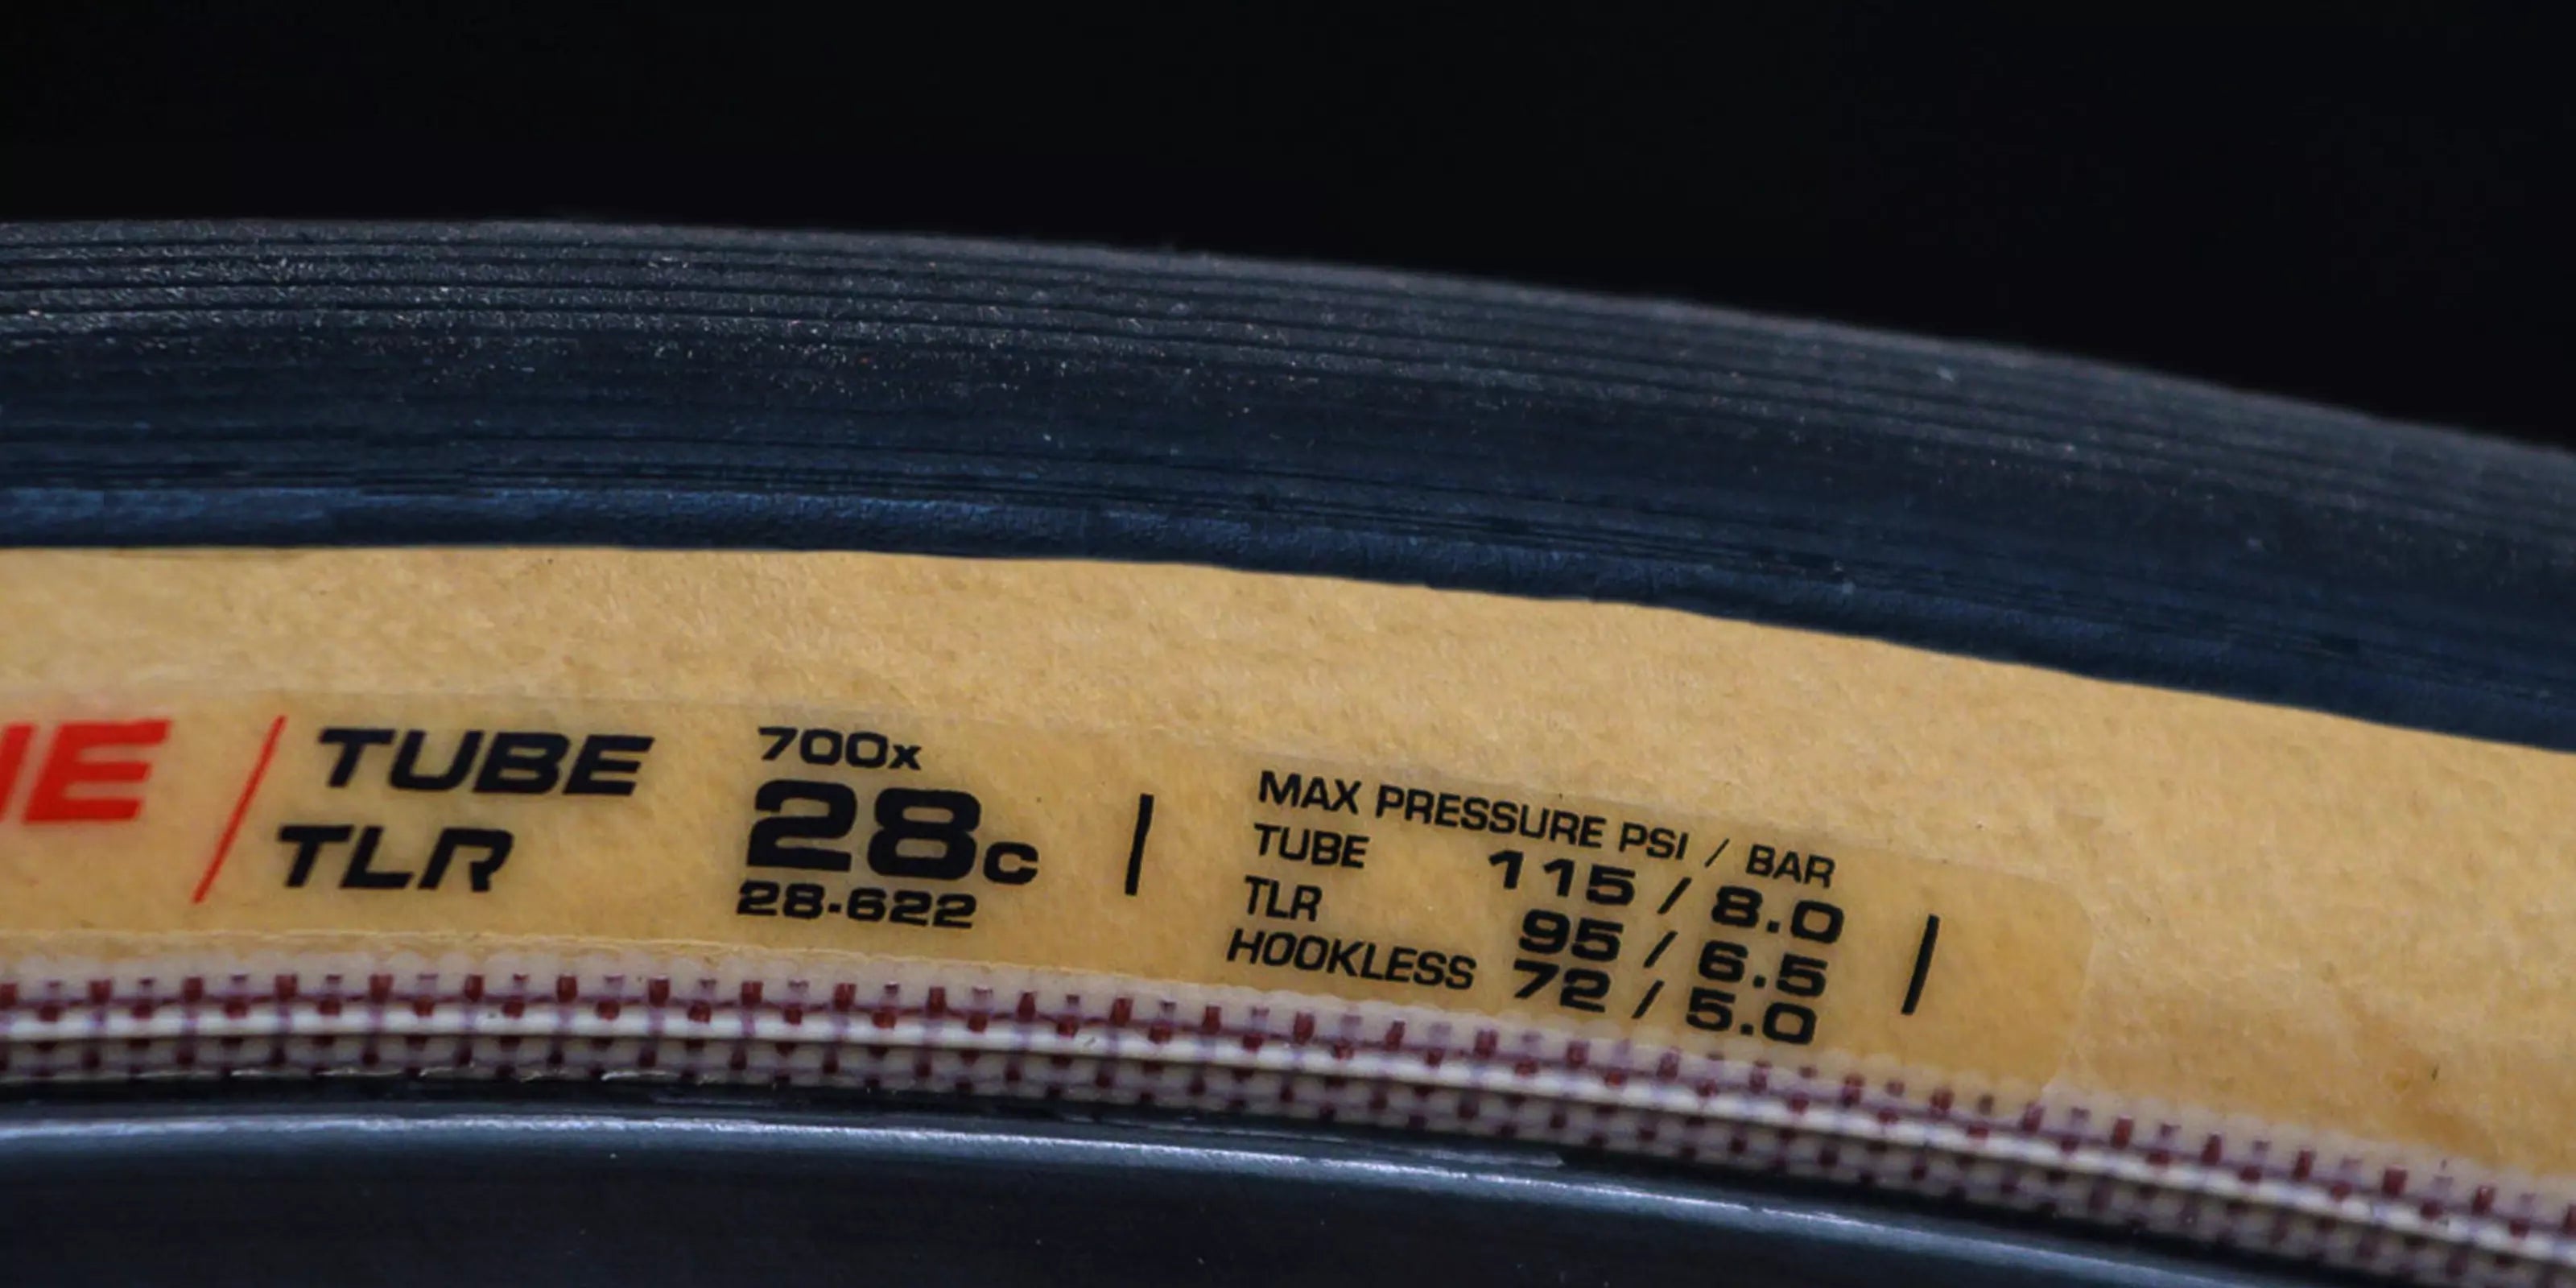 TUBE
TLR
700x
28c
28-622
MAX PRESSURE PSI / BAR
TUBE 115 / 8.0
TLR 95 / 6.5
HOOKLESS 72 / 5.0